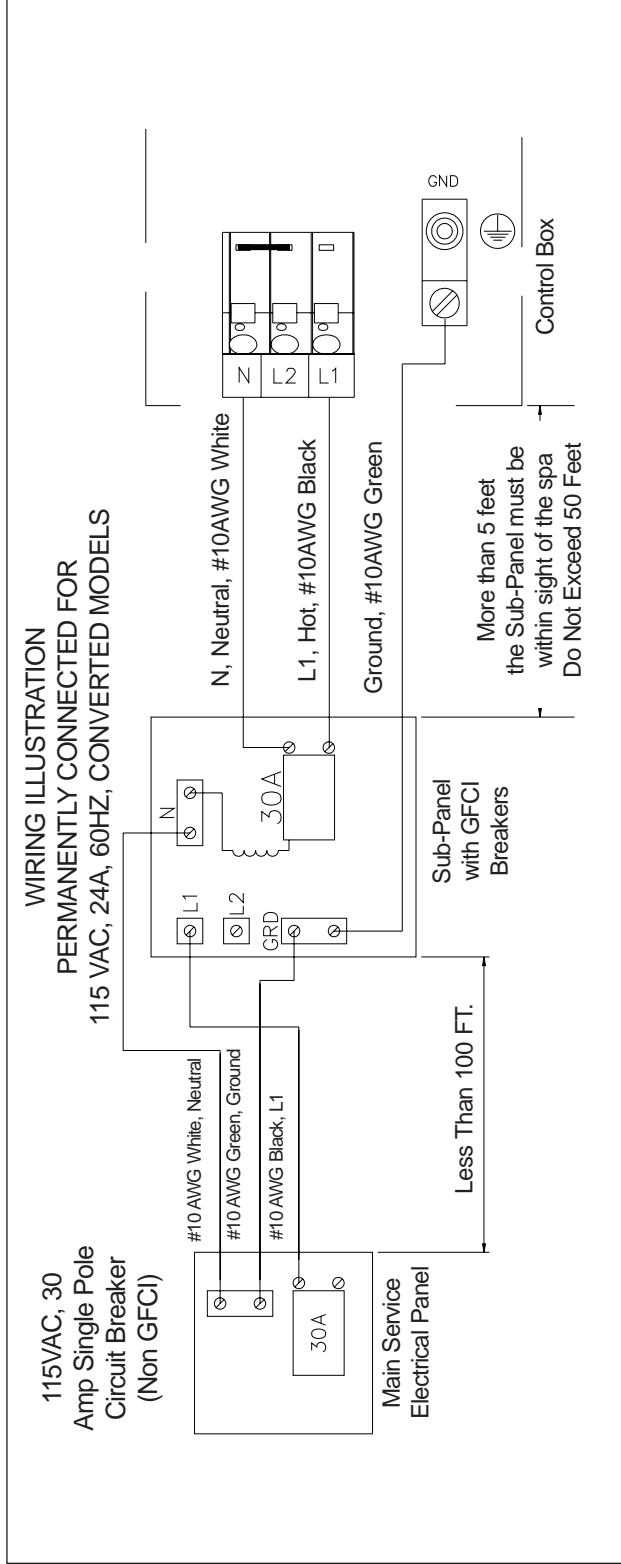 WIRING ILLUSTRATION
PERMANENTLY CONNECTED FOR
115 VAC, 24A, 60HZ, CONVERTED MODELS
115VAC, 30
Amp Single Pole
Circuit Breaker
(Non GFCI)
#10 AWG White, Neutral
#10 AWG Green, Ground
#10 AWG Black, L1
30A
Main Service
Electrical Panel
Less Than 100 FT.
N
L1
L2
GRD
30A
Sub-Panel
with GFCI
Breakers
N, Neutral, #10AWG White
L1, Hot, #10AWG Black
Ground, #10AWG Green
More than 5 feet
the Sub-Panel must be
within sight of the spa
Do Not Exceed 50 Feet
N
L2
L1
GND
Control Box